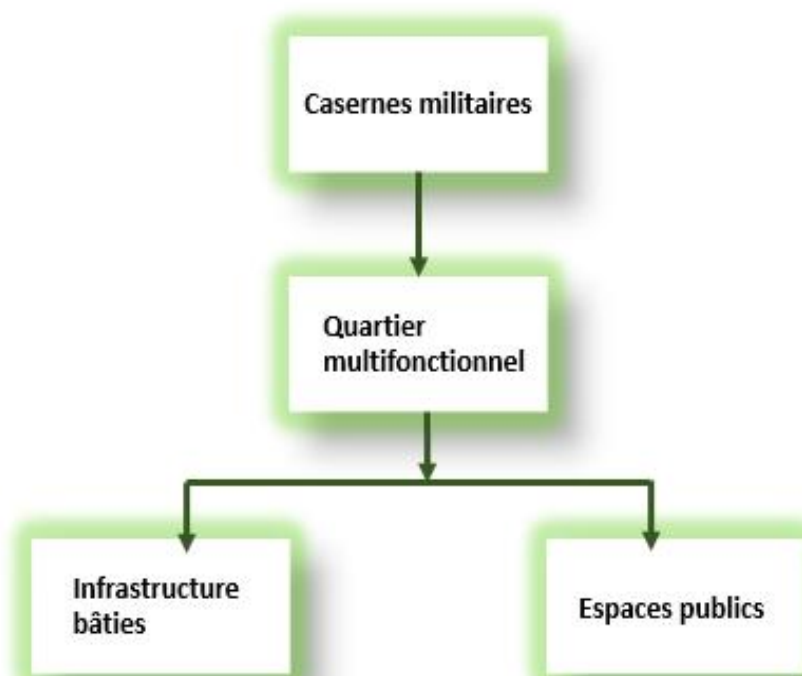 Casernes militaires
Quartier
multifonctionnel
Infrastructure
bâties
Espaces publics